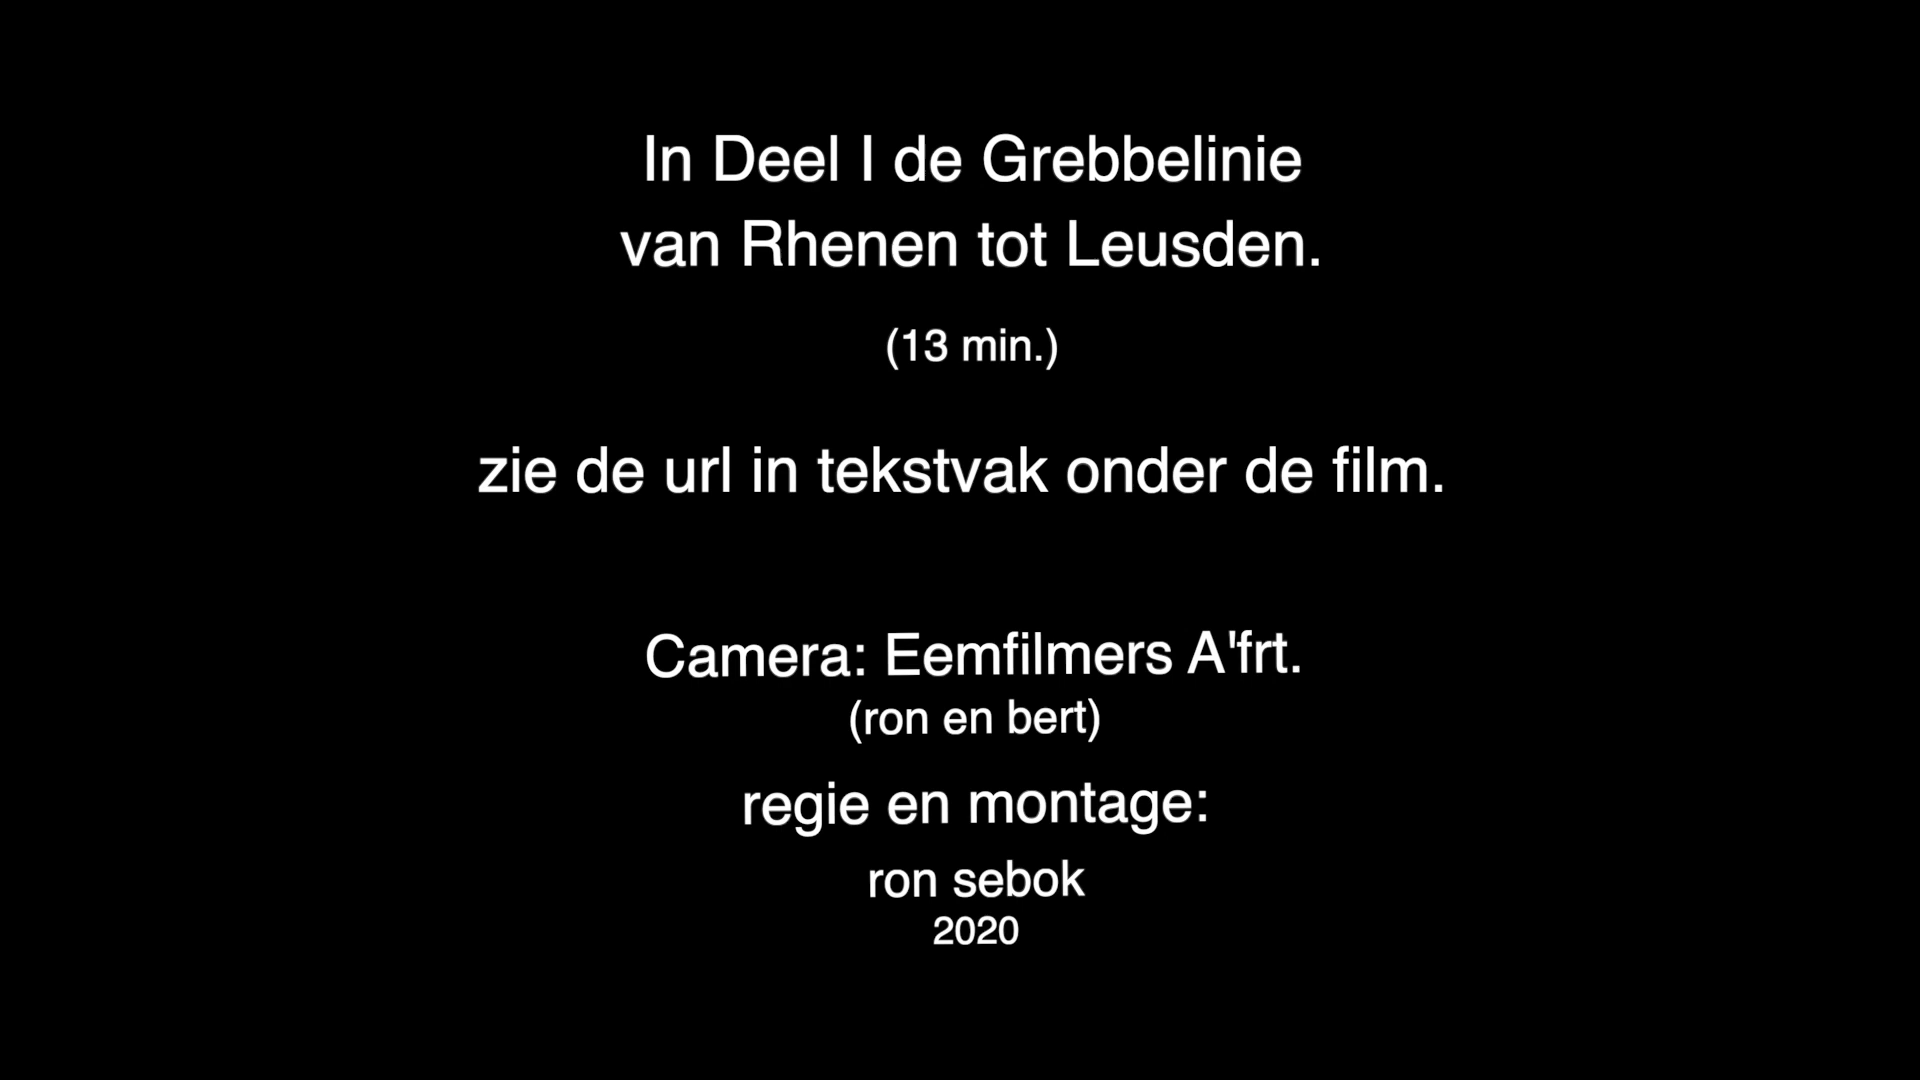 In Deel I de Grebbelinie
van Rhenen tot Leusden.
(13 min.)
zie de url in tekstvak onder de film.
Camera: Eemfilmers A'frt.
(ron en bert)
regie en montage:
ron sebok
2020